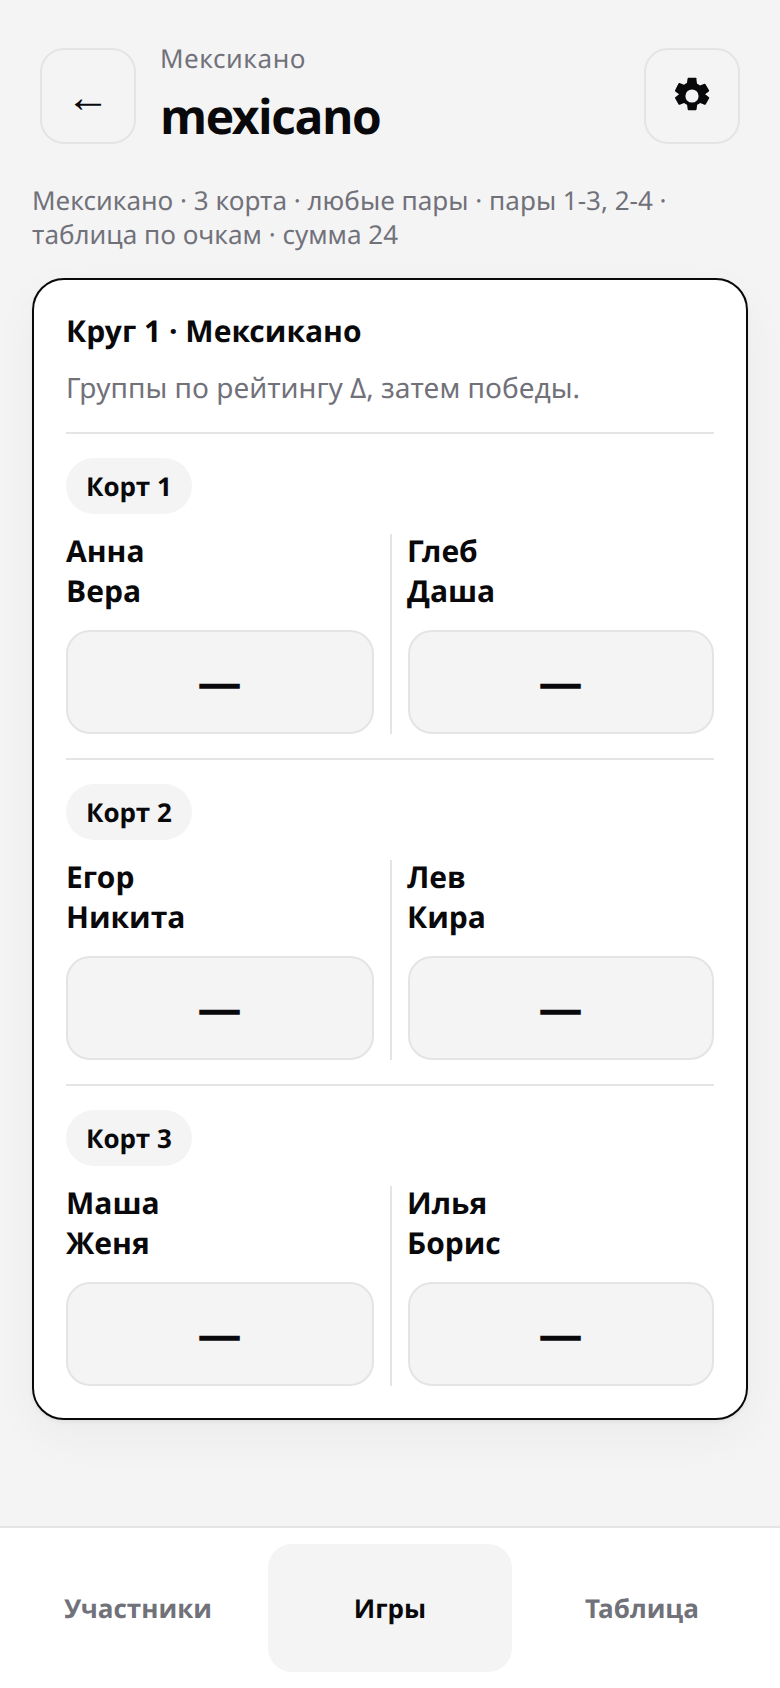 ←
Мексикано
mexicano
Мексикано · 3 корта · любые пары · пары 1-3, 2-4 ·
таблица по очкам · сумма 24
Круг 1 · Мексикано
Группы по рейтингу Δ, затем победы.
Корт 1
Анна
Вера
Глеб
Даша
—
—
Корт 2
Егор
Никита
Лев
Кира
—
—
Корт 3
Маша
Женя
Илья
Борис
—
—
Участники
Игры
Таблица